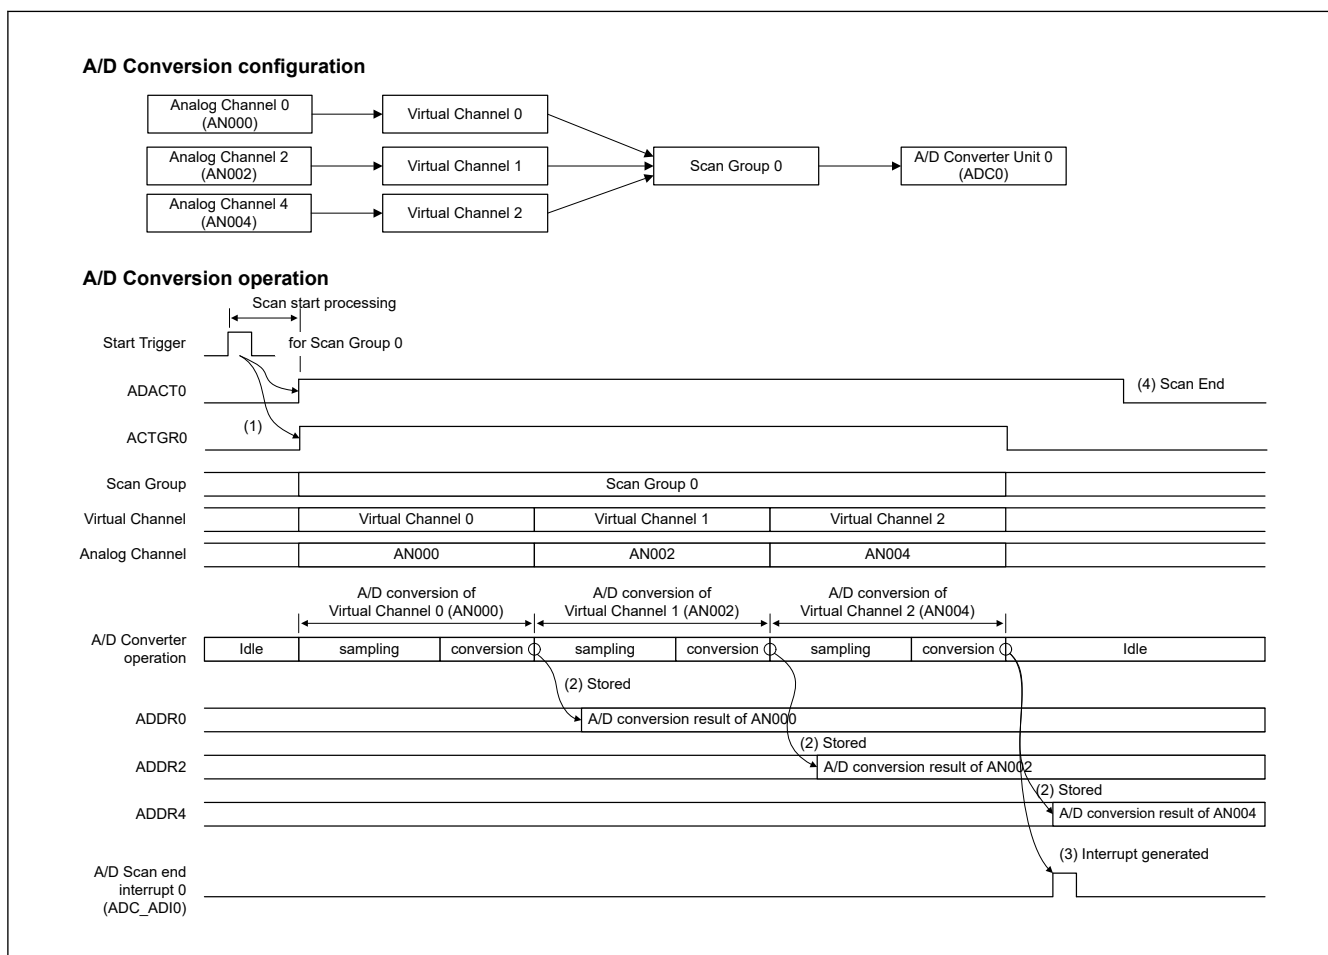 A/D Conversion configuration
Analog Channel 0
(AN000)
Virtual Channel 0
Analog Channel 2
(AN002)
Virtual Channel 1
Scan Group 0
A/D Converter Unit 0
(ADC0)
Analog Channel 4
(AN004)
Virtual Channel 2
A/D Conversion operation
Scan start processing
Start Trigger
for Scan Group 0
ADACT0
(4) Scan End
(1)
ACTGR0
Scan Group
Scan Group 0
Virtual Channel
Virtual Channel 0
Virtual Channel 1
Virtual Channel 2
Analog Channel
AN000
AN002
AN004
A/D conversion of
Virtual Channel 0 (AN000)
A/D conversion of
Virtual Channel 1 (AN002)
A/D conversion of
Virtual Channel 2 (AN004)
A/D Converter
operation
Idle
sampling
conversion
sampling
conversion
sampling
conversion
Idle
(2) Stored
ADDR0
A/D conversion result of AN000
(2) Stored
ADDR2
A/D conversion result of AN002
(2) Stored
ADDR4
A/D conversion result of AN004
(3) Interrupt generated
A/D Scan end
interrupt 0
(ADC_ADI0)